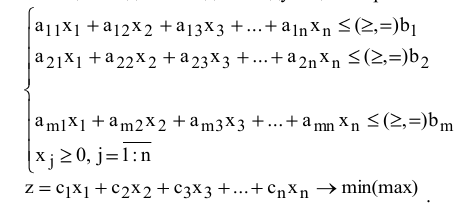 a₁₁x₁ + a₁₂x₂ + a₁₃x₃ + ... + a₁ₙxₙ ≤ (≥,=)b₁
a₂₁x₁ + a₂₂x₂ + a₂₃x₃ + ... + a₂ₙxₙ ≤ (≥,=)b₂
aₘ₁x₁ + aₘ₂x₂ + aₘ₃x₃ + ... + aₘₙxₙ ≤ (≥,=)bₘ
xⱼ ≥ 0, j = 1:n̅
z = c₁x₁ + c₂x₂ + c₃x₃ + ... + cₙxₙ → min(max) .